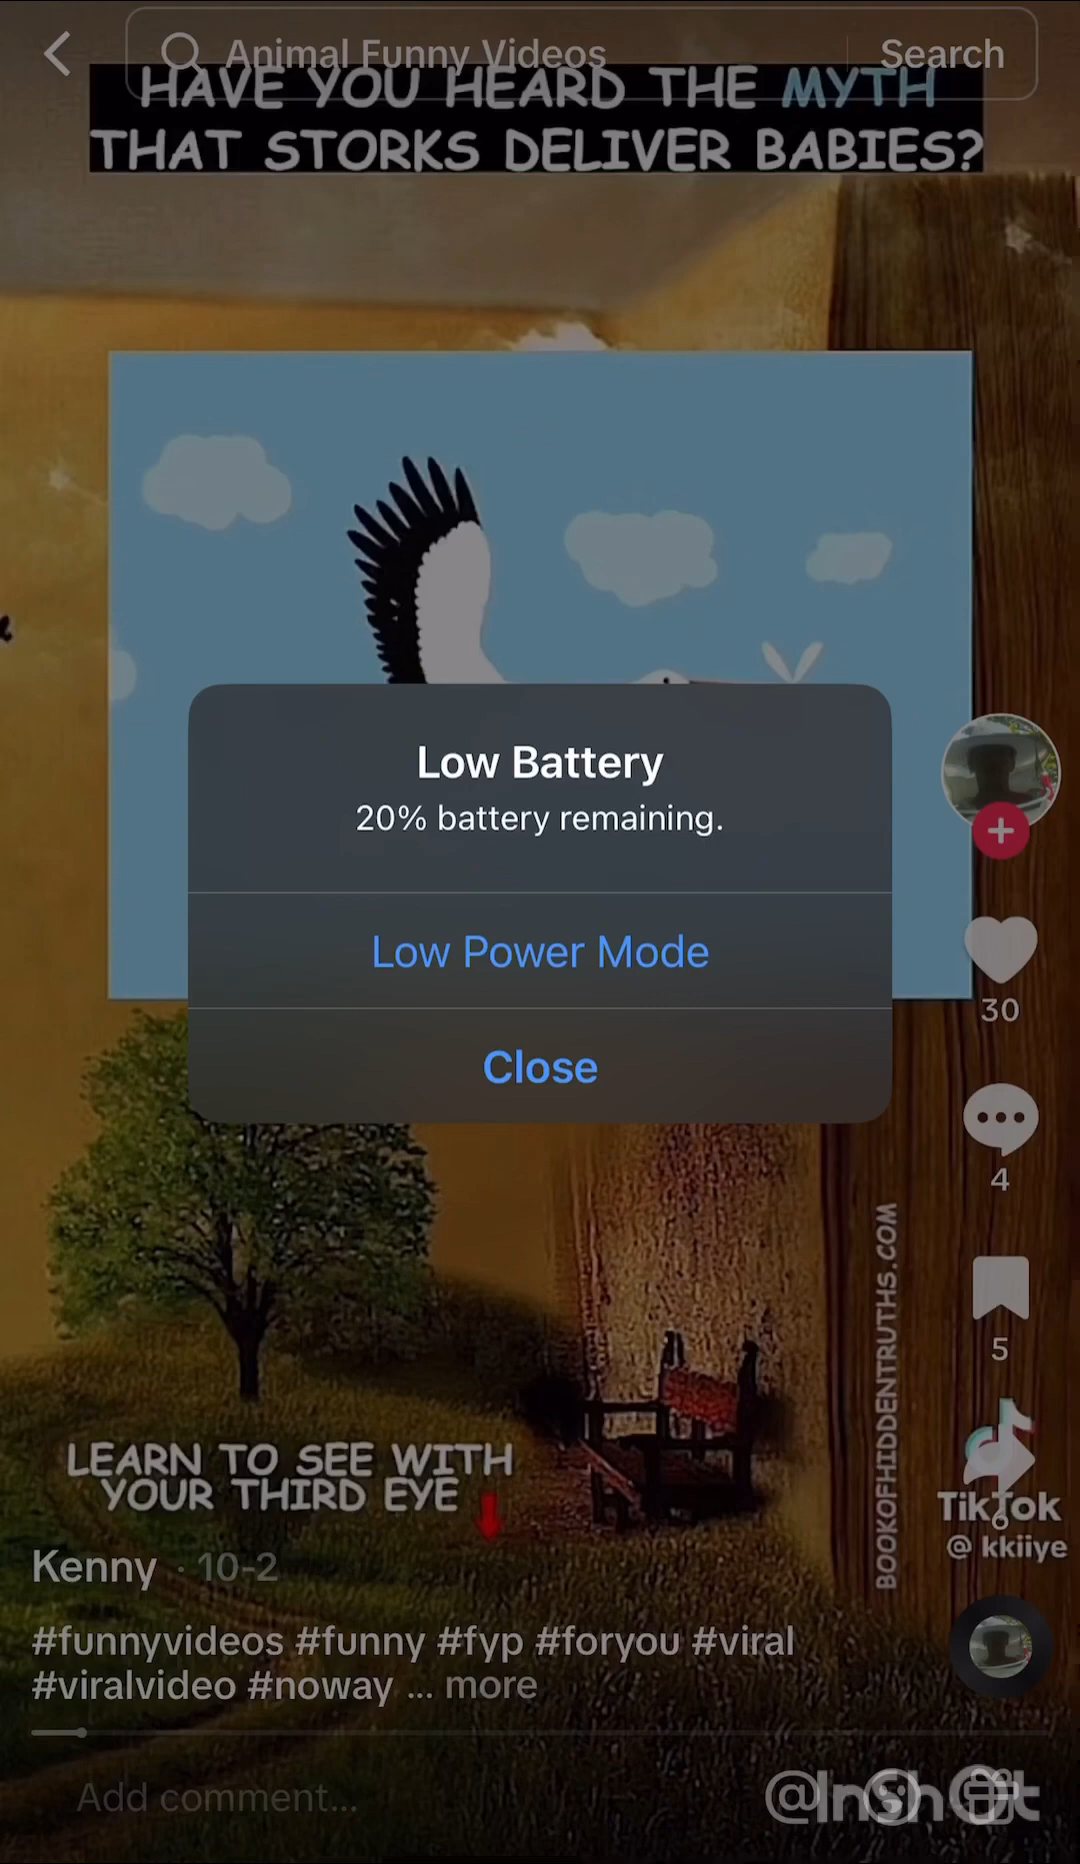 Animal Funny Videos
Search
HAVE YOU HEARD THE MYTH
THAT STORKS DELIVER BABIES?
Low Battery
20% battery remaining.
Low Power Mode
Close
30
4
5
BOOKOFHIDDENTRUTHS.COM
LEARN TO SEE WITH
YOUR THIRD EYE
TikTok
6
@ kkiiye
Kenny · 10-2
#funnyvideos #funny #fyp #foryou #viral
#viralvideo #noway ... more
Add comment...
@InShOt